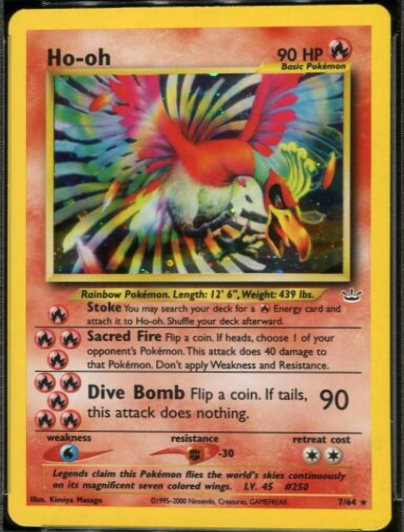 Ho-oh 90 HP
Basic Pokémon
Rainbow Pokémon. Length: 12' 6", Weight: 439 lbs.
Stoke You may search your deck for a Energy card and
attach it to Ho-oh. Shuffle your deck afterward.
Sacred Fire Flip a coin. If heads, choose 1 of your
opponent's Pokémon. This attack does 40 damage to
that Pokémon. Don't apply Weakness and Resistance.
Dive Bomb Flip a coin. If tails, 90
this attack does nothing.
weakness resistance retreat cost
-30
Legends claim this Pokémon flies the world's skies continuously
on its magnificent seven colored wings. LV. 45 #250
Illus. Kimiya Masago ©1995-2000 Nintendo, Creatures, GAMEFREAK. 7/64 ★